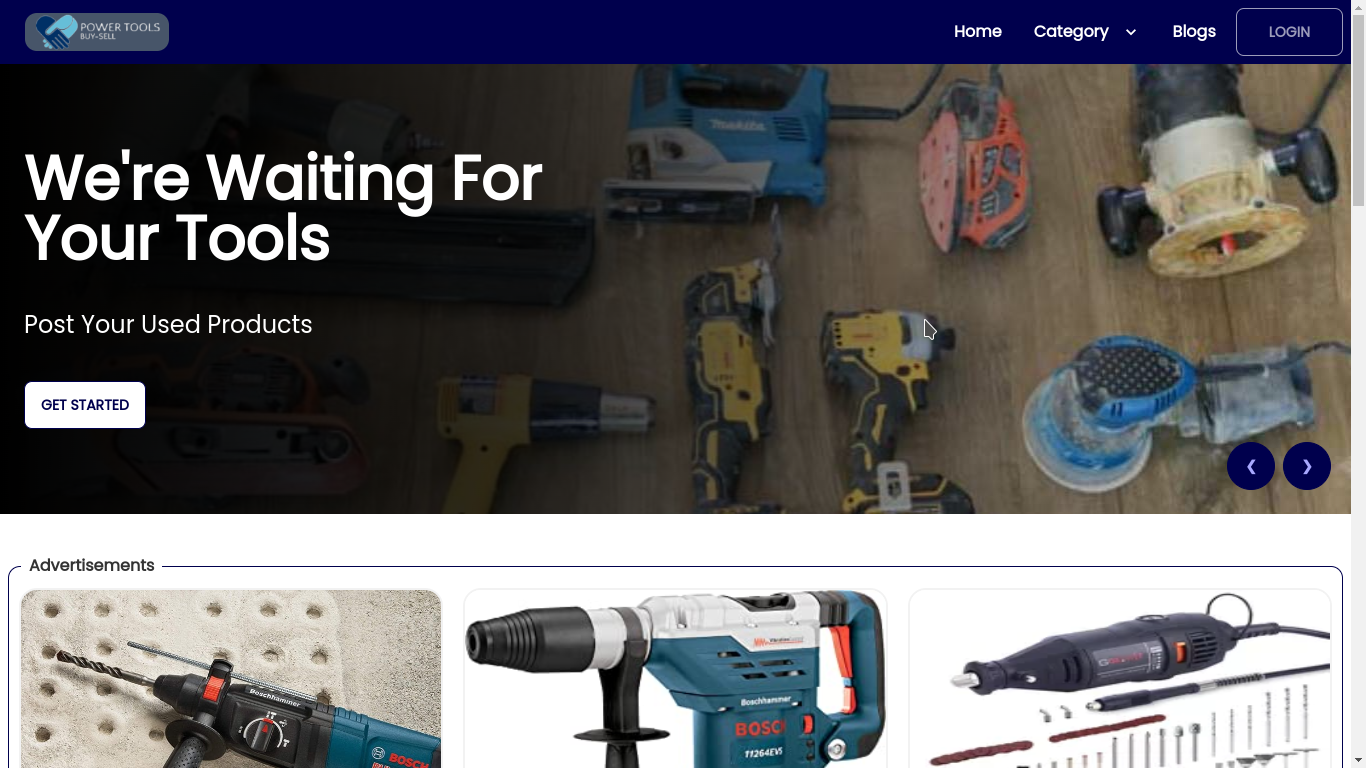 POWER TOOLS
BUY-SELL
Home
Category
Blogs
LOGIN
We're Waiting For
Your Tools
Post Your Used Products
GET STARTED
makita
Advertisements
Boschhammer
BOSCH
Boschhammer
BOSCH
11264EVS